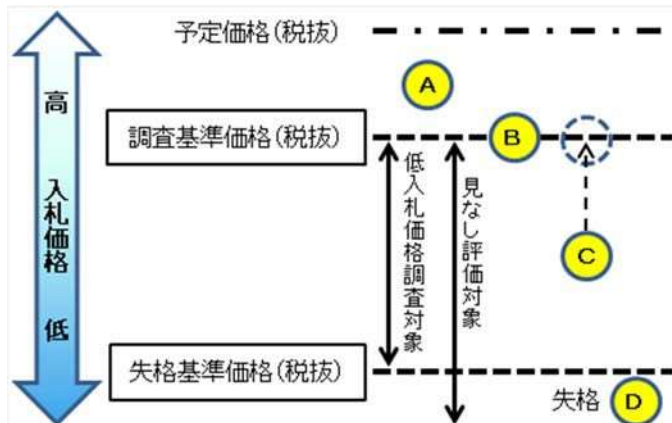 予定価格(税抜)
高
入札価格
低
A
調査基準価格(税抜)
B
低入札価格調査対象
見なし評価対象
C
失格基準価格(税抜)
失格
D